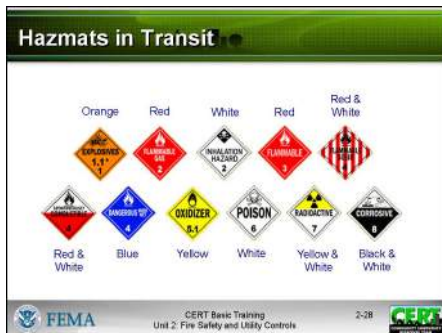 Hazmats in Transit
Orange
Red
White
Red
Red &
White
EXPLOSIVES
1.1*
1
FLAMMABLE
GAS
2
INHALATION
HAZARD
2
FLAMMABLE
3
4
4
DANGEROUS
4
OXIDIZER
5.1
POISON
6
RADIOACTIVE
7
CORROSIVE
8
Red &
White
Blue
Yellow
White
Yellow &
White
Black &
White
FEMA
CERT Basic Training
Unit 2: Fire Safety and Utility Controls
2-28
CERT